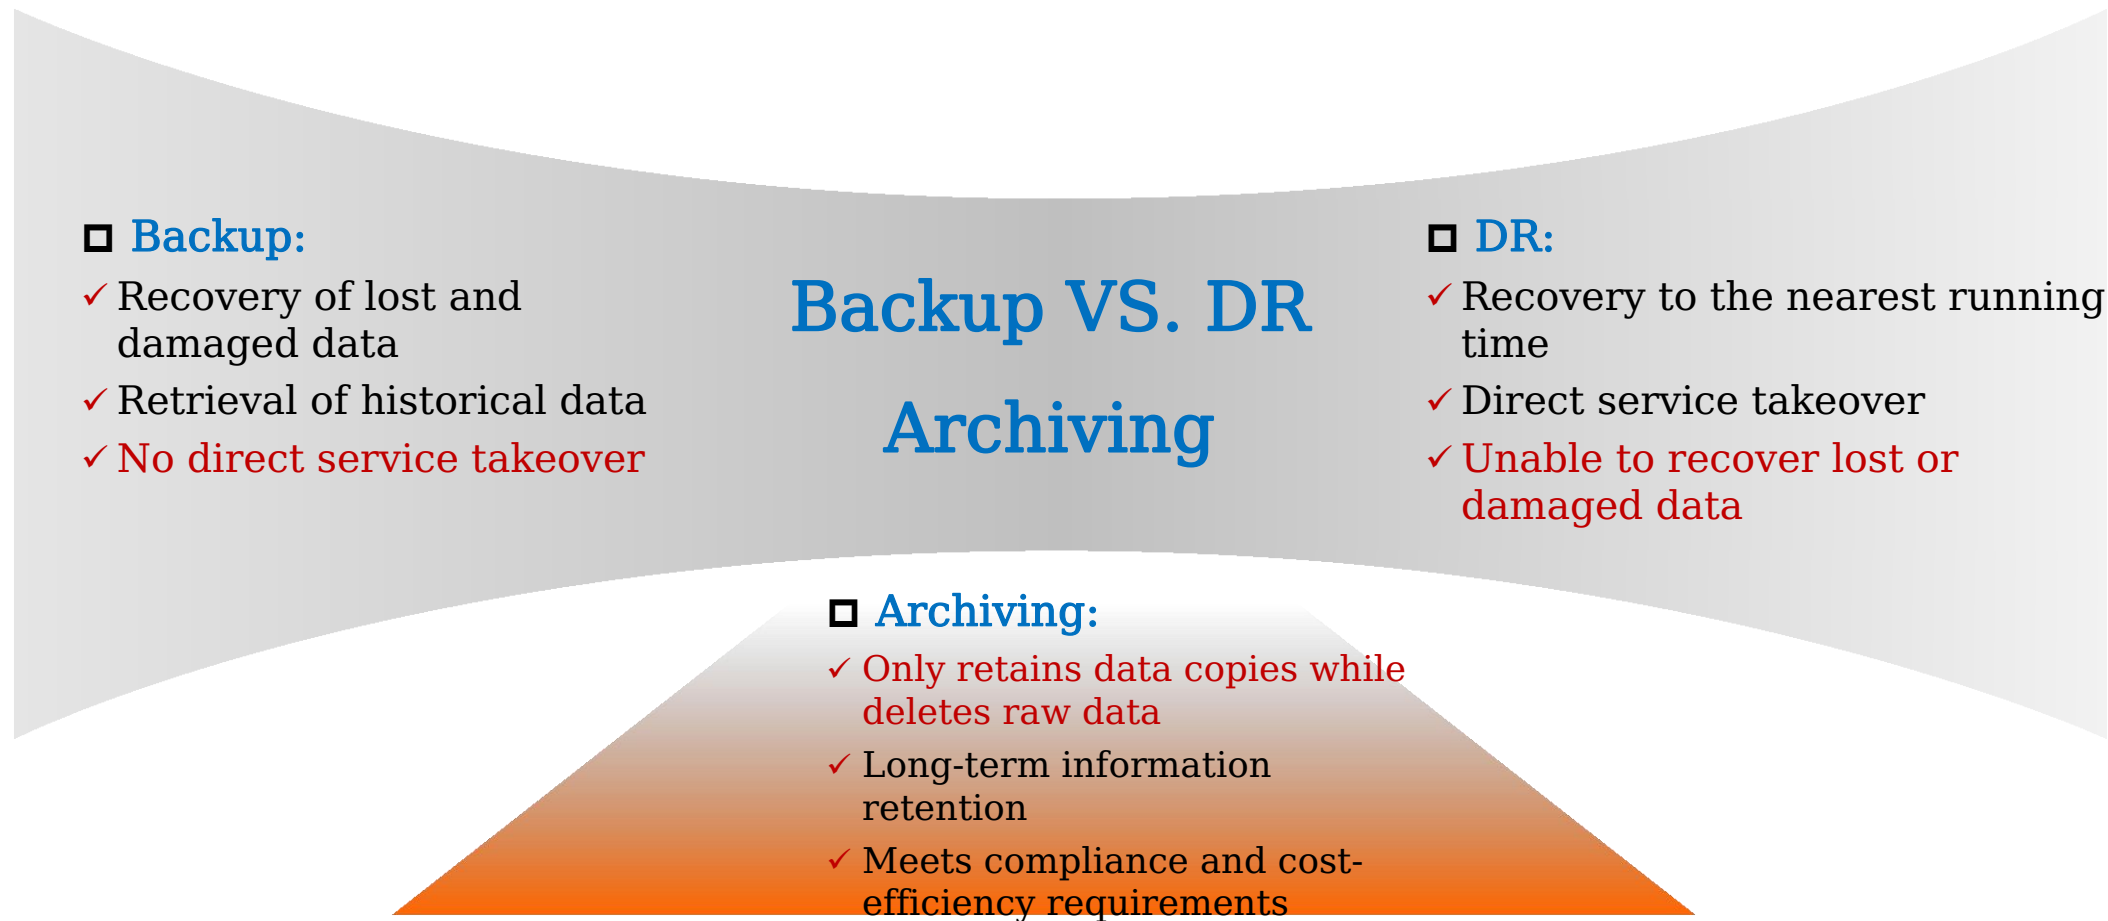 Backup:
Recovery of lost and
damaged data
Retrieval of historical data
No direct service takeover
Backup VS. DR
Archiving
DR:
Recovery to the nearest running
time
Direct service takeover
Unable to recover lost or
damaged data
Archiving:
Only retains data copies while
deletes raw data
Long-term information
retention
Meets compliance and cost-
efficiency requirements